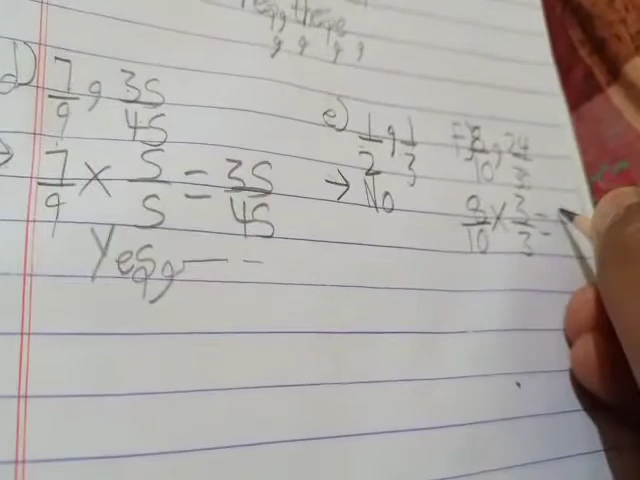 d) 7/9, 35/45
→ 7/9 × 5/5 = 35/45
Yes,
e) 1/2, 1/3
→ No
8/10, 24/3
8/10 × 3/3 =